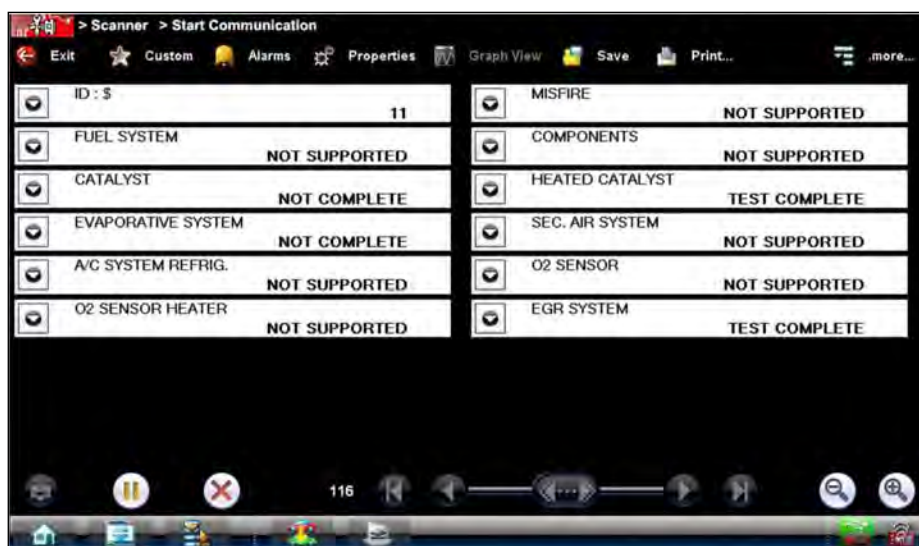 > Scanner > Start Communication
Exit Custom Alarms Properties Graph View Save Print... .more...
ID : $
11
MISFIRE
NOT SUPPORTED
FUEL SYSTEM
NOT SUPPORTED
COMPONENTS
NOT SUPPORTED
CATALYST
NOT COMPLETE
HEATED CATALYST
TEST COMPLETE
EVAPORATIVE SYSTEM
NOT COMPLETE
SEC. AIR SYSTEM
NOT SUPPORTED
A/C SYSTEM REFRIG.
NOT SUPPORTED
O2 SENSOR
NOT SUPPORTED
O2 SENSOR HEATER
NOT SUPPORTED
EGR SYSTEM
TEST COMPLETE
116